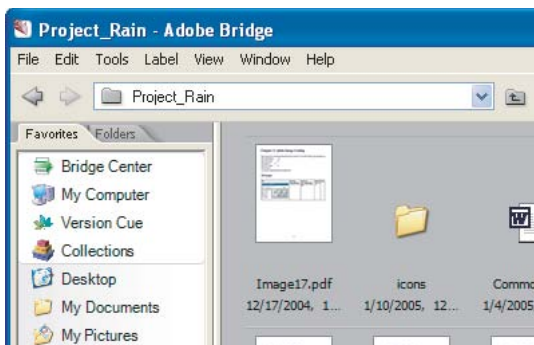 Project_Rain - Adobe Bridge
File Edit Tools Label View Window Help
Project_Rain
Favorites Folders
Bridge Center
My Computer
Version Cue
Collections
Desktop
My Documents
My Pictures
Image17.pdf icons Commo
12/17/2004, 1... 1/10/2005, 12... 1/4/2005